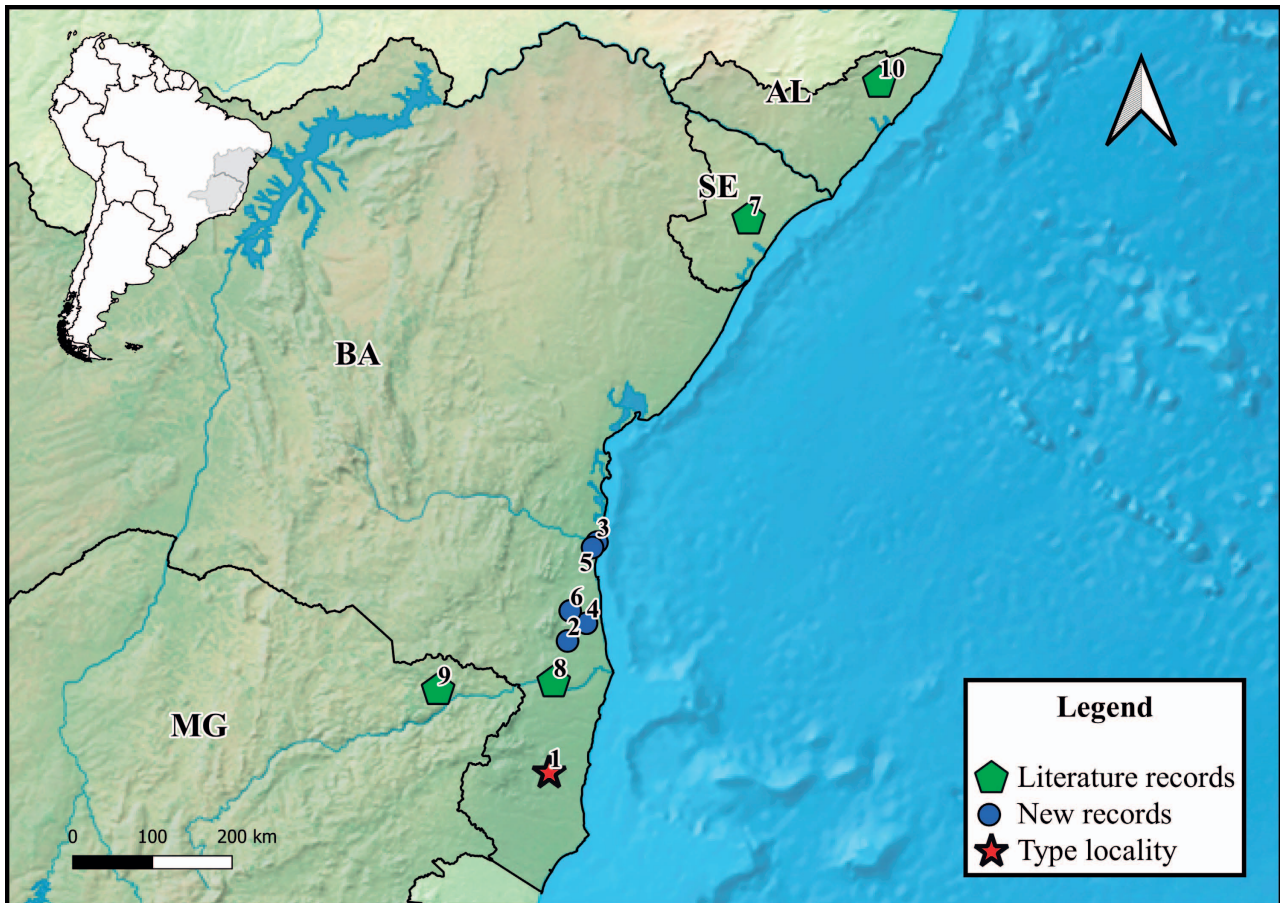 10
AL
SE
7
BA
3
5
6
4
2
9
8
MG
1
0 100 200 km
Legend
Literature records
New records
Type locality